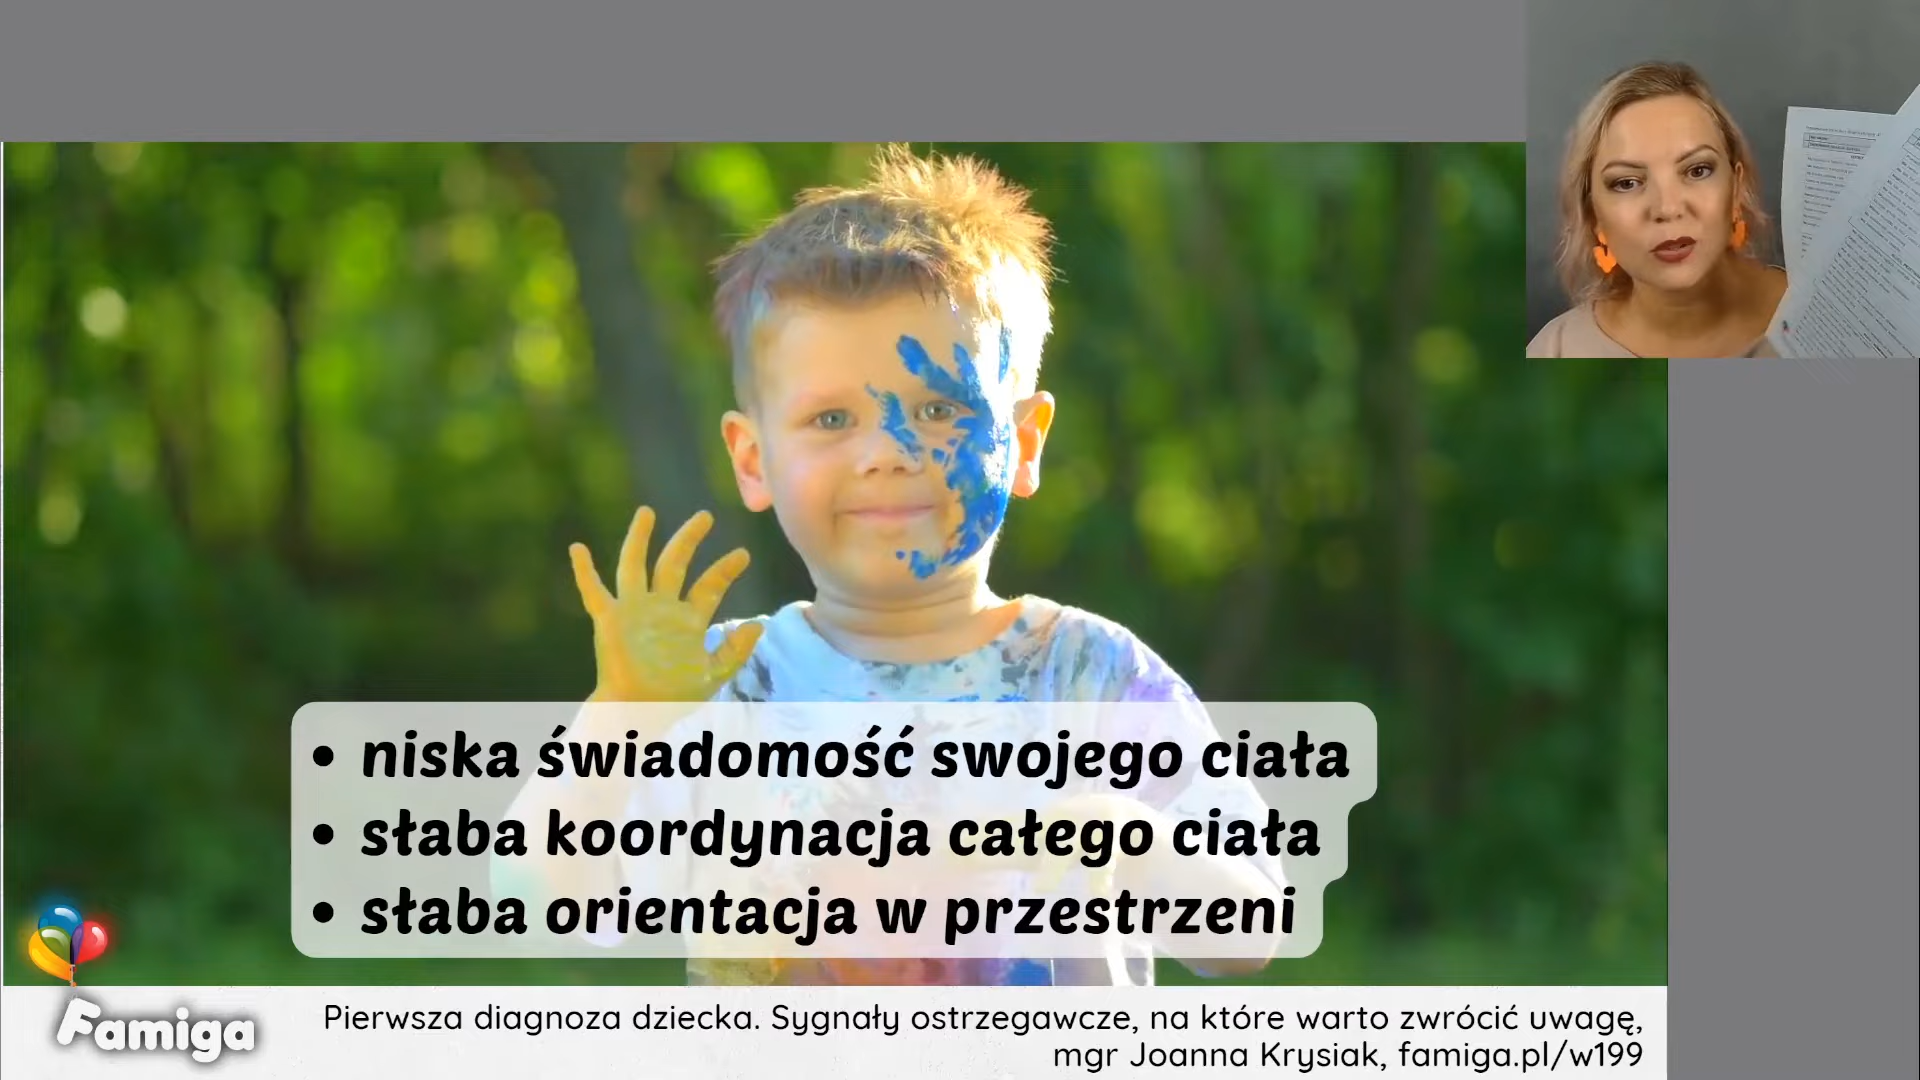 • niska świadomość swojego ciała
• słaba koordynacja całego ciała
• słaba orientacja w przestrzeni
Famiga
Pierwsza diagnoza dziecka. Sygnały ostrzegawcze, na które warto zwrócić uwagę,
mgr Joanna Krysiak, famiga.pl/w199